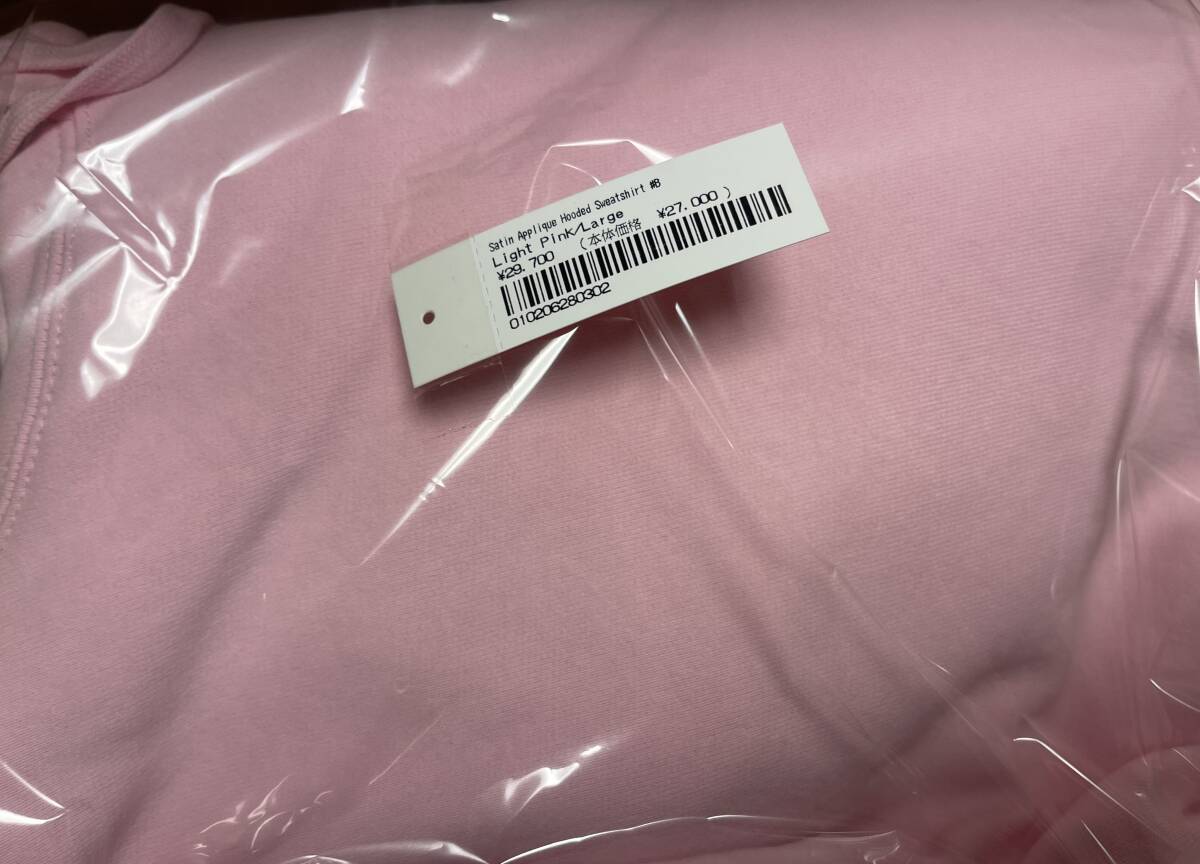 Satin Applique Hooded Sweatshirt #B
Light Pink/Large
¥29.700 (本体価格 ¥27.000 )
010206280302